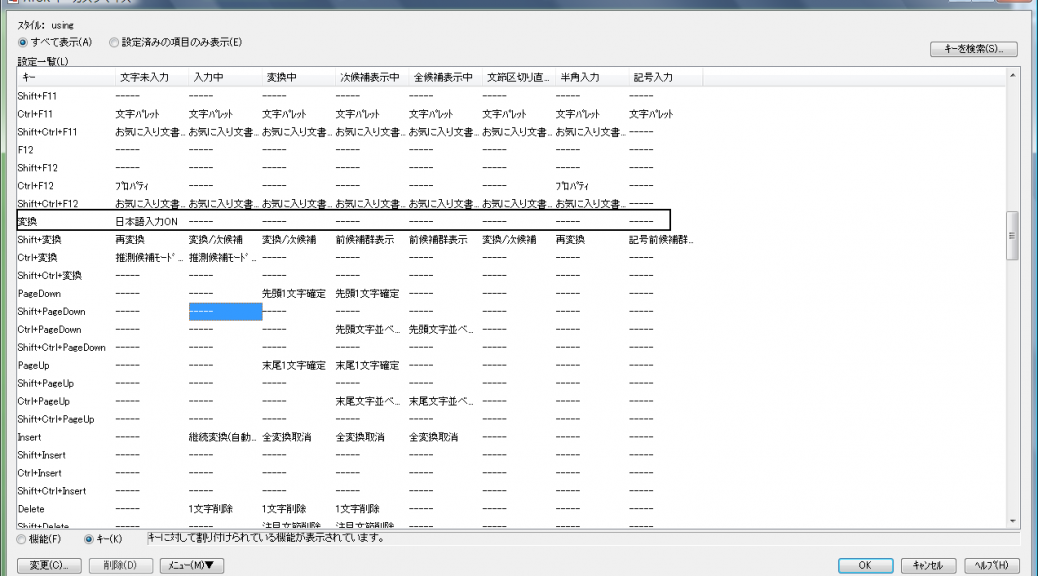 スタイル: using
すべて表示(A) 設定済みの項目のみ表示(E)
キーを検索(S)...
設定一覧(L)
キー 文字未入力 入力中 変換中 次候補表示中 全候補表示中 文節区切り直... 半角入力 記号入力
Shift+F11 ----- ----- ----- ----- ----- ----- ----- -----
Ctrl+F11 文字パレット 文字パレット 文字パレット 文字パレット 文字パレット 文字パレット 文字パレット 文字パレット
Shift+Ctrl+F11 お気に入り文書... お気に入り文書... お気に入り文書... お気に入り文書... お気に入り文書... お気に入り文書... お気に入り文書... -----
F12 ----- ----- ----- ----- ----- ----- ----- -----
Shift+F12 ----- ----- ----- ----- ----- ----- ----- -----
Ctrl+F12 プロパティ ----- ----- ----- ----- ----- プロパティ -----
Shift+Ctrl+F12 お気に入り文書... お気に入り文書... お気に入り文書... お気に入り文書... お気に入り文書... お気に入り文書... お気に入り文書... -----
変換 日本語入力ON ----- ----- ----- ----- ----- ----- -----
Shift+変換 再変換 変換/次候補 変換/次候補 前候補群表示 前候補群表示 変換/次候補 再変換 記号前候補群...
Ctrl+変換 推測候補モード... 推測候補モード... ----- ----- ----- ----- ----- -----
Shift+Ctrl+変換 ----- ----- ----- ----- ----- ----- ----- -----
PageDown ----- ----- 先頭1文字確定 先頭1文字確定 ----- ----- ----- -----
Shift+PageDown ----- ----- ----- ----- ----- ----- ----- -----
Ctrl+PageDown ----- ----- ----- 先頭文字並べ... 先頭文字並べ... ----- ----- -----
Shift+Ctrl+PageDown ----- ----- ----- ----- ----- ----- ----- -----
PageUp ----- ----- 末尾1文字確定 末尾1文字確定 ----- ----- ----- -----
Shift+PageUp ----- ----- ----- ----- ----- ----- ----- -----
Ctrl+PageUp ----- ----- ----- 末尾文字並べ... 末尾文字並べ... ----- ----- -----
Shift+Ctrl+PageUp ----- ----- ----- ----- ----- ----- ----- -----
Insert ----- 継続変換(自動... 全変換取消 全変換取消 全変換取消 ----- ----- -----
Shift+Insert ----- ----- ----- ----- ----- ----- ----- -----
Ctrl+Insert ----- ----- ----- ----- ----- ----- ----- -----
Shift+Ctrl+Insert ----- ----- ----- ----- ----- ----- ----- -----
Delete ----- 1文字削除 1文字削除 1文字削除 ----- ----- ----- -----
Shift+Delete ----- ----- 注目文節削除 注目文節削除 ----- ----- ----- -----
機能(F) キー(K) キーに対して割り付けられている機能が表示されています。
変更(C)... 削除(D) メニュー(M)▼ OK キャンセル ヘルプ(H)